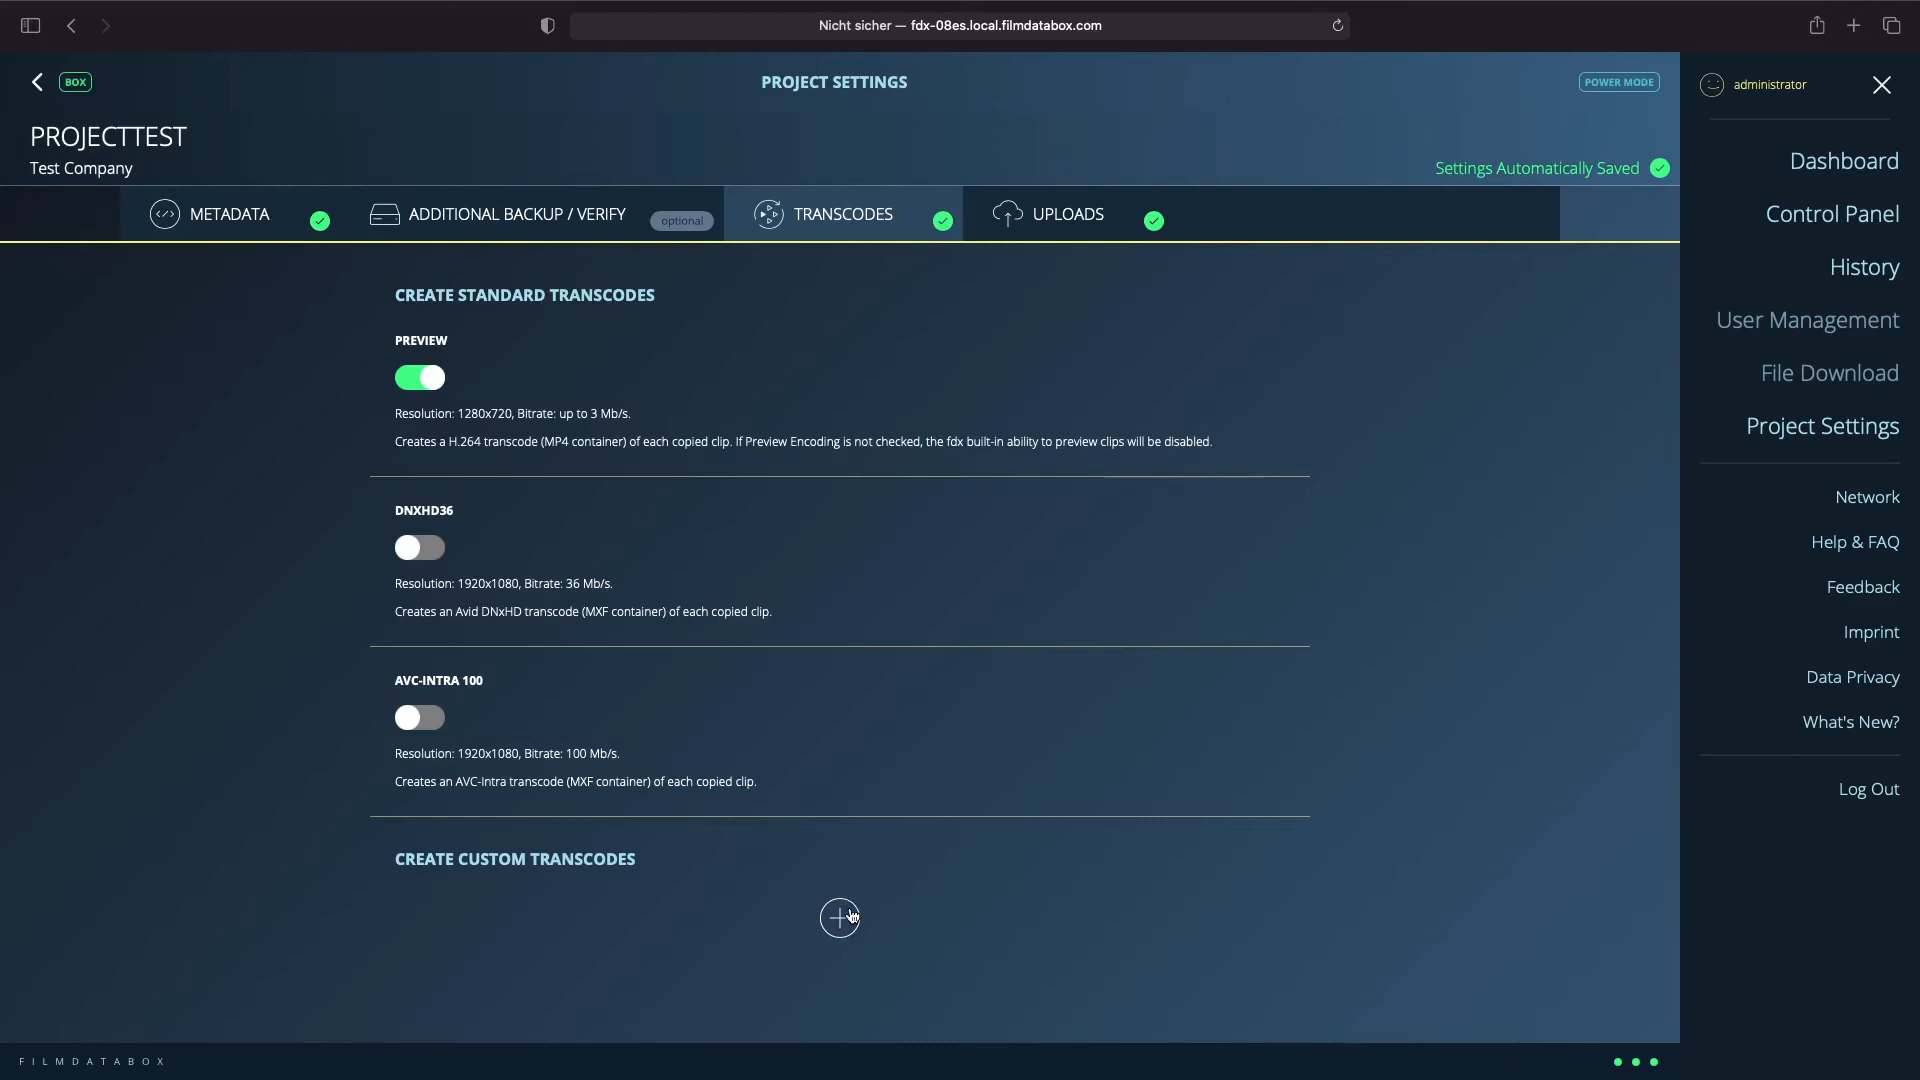 Nicht sicher — fdx-08es.local.filmdatabox.com
BOX
PROJECT SETTINGS
POWER MODE
administrator
PROJECTTEST
Test Company
Settings Automatically Saved
METADATA
ADDITIONAL BACKUP / VERIFY
optional
TRANSCODES
UPLOADS
CREATE STANDARD TRANSCODES
PREVIEW
Resolution: 1280x720, Bitrate: up to 3 Mb/s.
Creates a H.264 transcode (MP4 container) of each copied clip. If Preview Encoding is not checked, the fdx built-in ability to preview clips will be disabled.
DNXHD36
Resolution: 1920x1080, Bitrate: 36 Mb/s.
Creates an Avid DNxHD transcode (MXF container) of each copied clip.
AVC-INTRA 100
Resolution: 1920x1080, Bitrate: 100 Mb/s.
Creates an AVC-Intra transcode (MXF container) of each copied clip.
CREATE CUSTOM TRANSCODES
Dashboard
Control Panel
History
User Management
File Download
Project Settings
Network
Help & FAQ
Feedback
Imprint
Data Privacy
What's New?
Log Out
FILMDATABOX